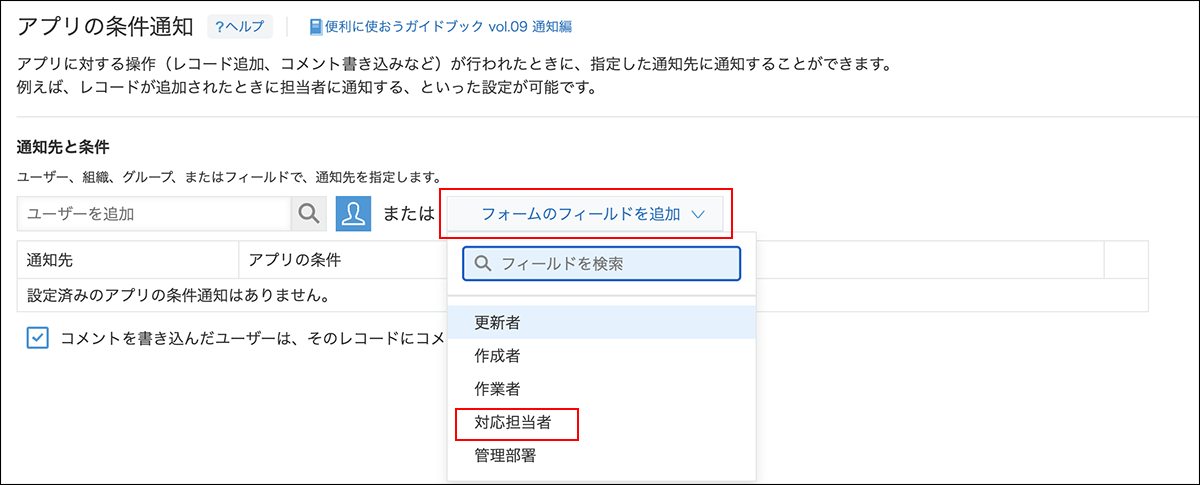 アプリの条件通知 ?ヘルプ 便利に使おうガイドブック vol.09 通知編
アプリに対する操作（レコード追加、コメント書き込みなど）が行われたときに、指定した通知先に通知することができます。
例えば、レコードが追加されたときに担当者に通知する、といった設定が可能です。
通知先と条件
ユーザー、組織、グループ、またはフィールドで、通知先を指定します。
ユーザーを追加 または フォームのフィールドを追加
通知先 アプリの条件
設定済みのアプリの条件通知はありません。
コメントを書き込んだユーザーは、そのレコードにコメ
フィールドを検索
更新者
作成者
作業者
対応担当者
管理部署